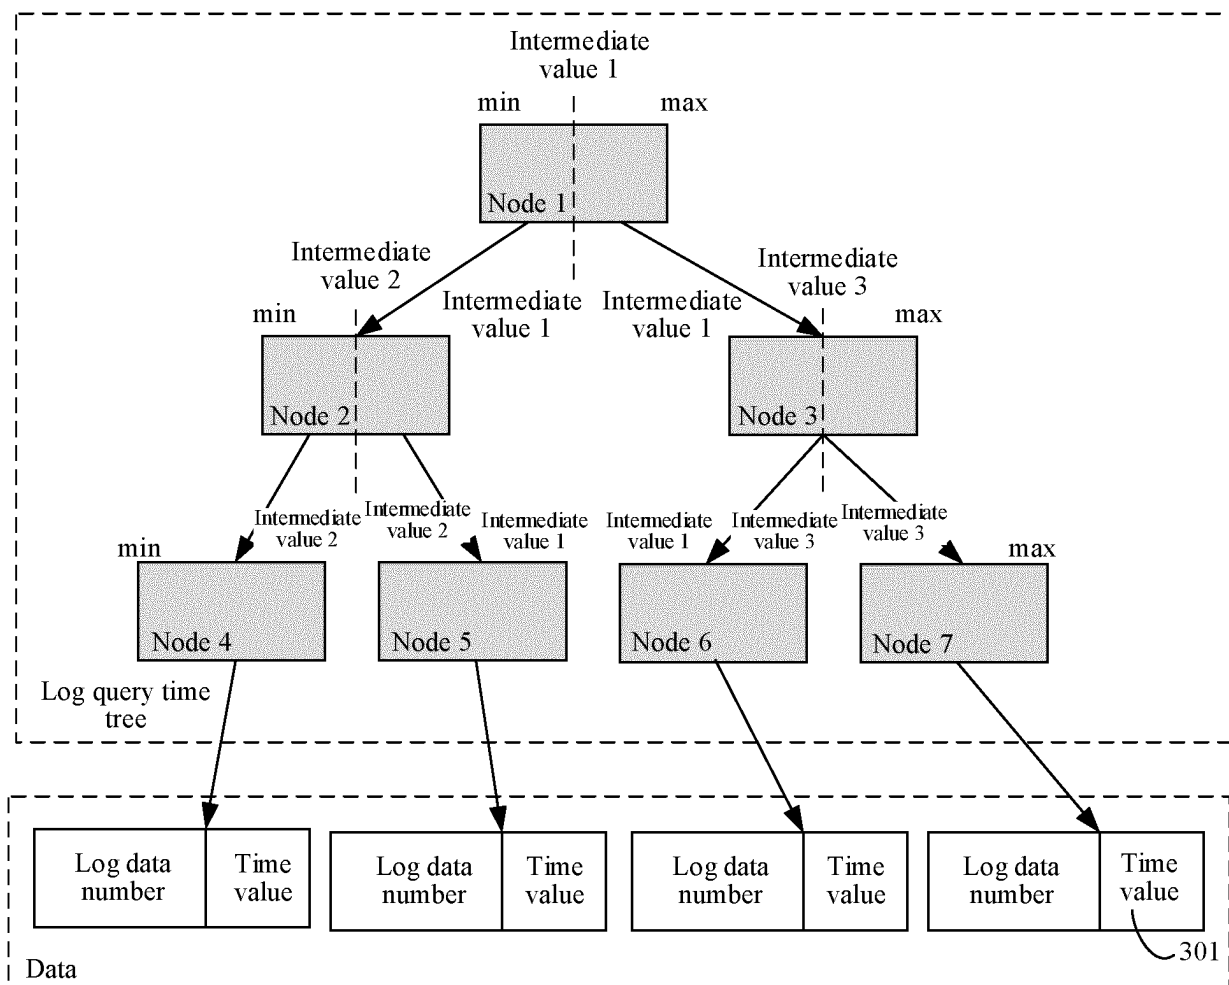 Intermediate
value 1
min
max
Node 1
Intermediate
value 2
Intermediate
value 1
Intermediate
value 1
Intermediate
value 3
min
max
Node 2
Node 3
Intermediate
value 2
Intermediate
value 2
Intermediate
value 1
Intermediate
value 1
Intermediate
value 3
Intermediate
value 3
min
max
Node 4
Node 5
Node 6
Node 7
Log query time
tree
Log data
number
Time
value
Log data
number
Time
value
Log data
number
Time
value
Log data
number
Time
value
301
Data